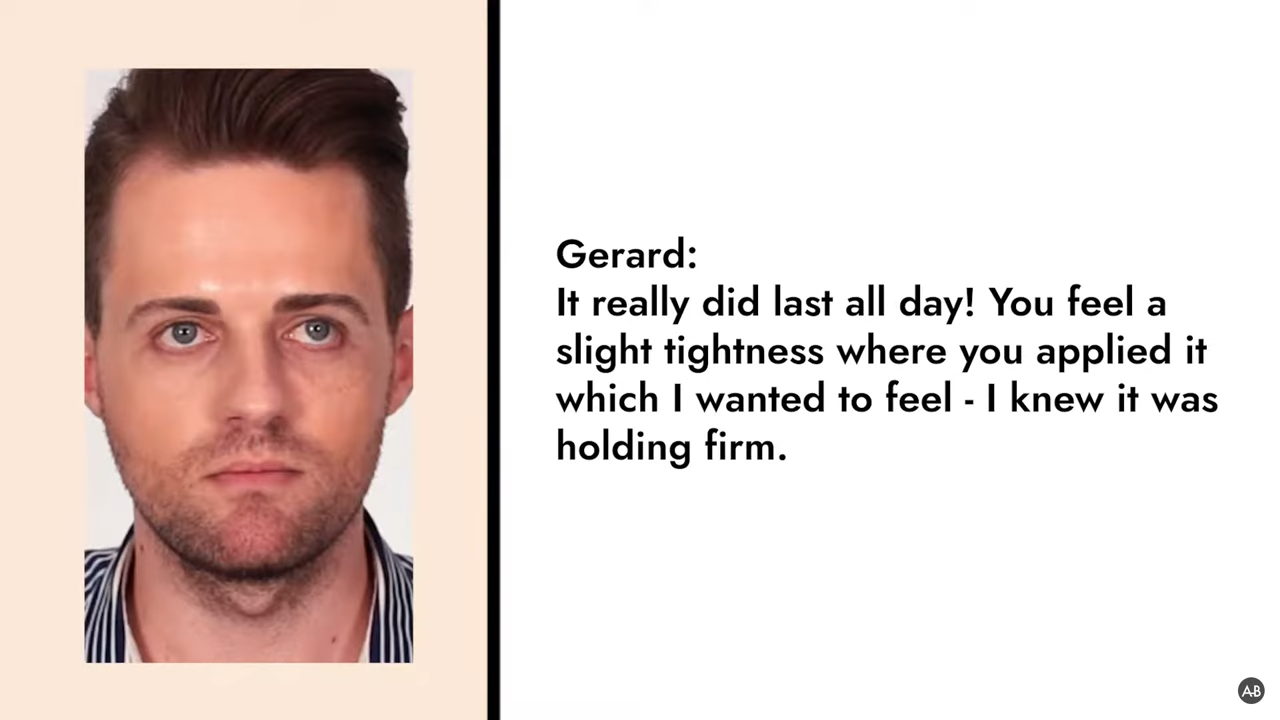 Gerard:
It really did last all day! You feel a
slight tightness where you applied it
which I wanted to feel - I knew it was
holding firm.
AB